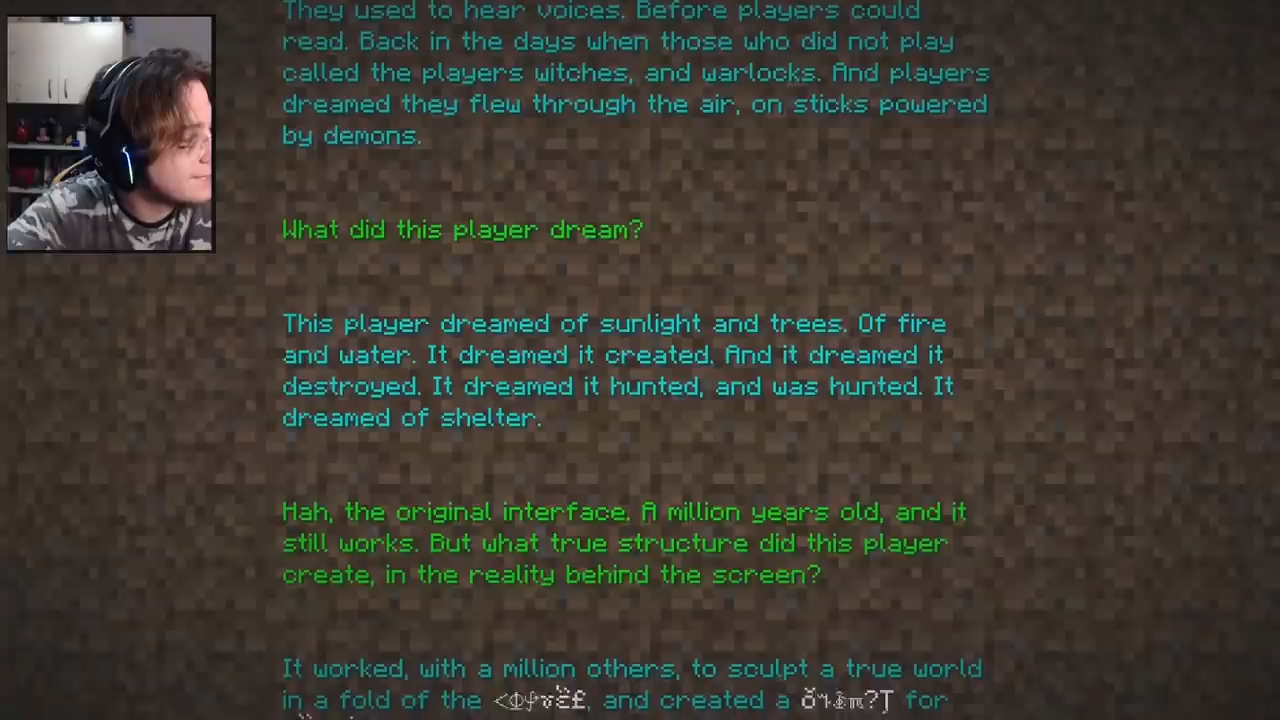 They used to hear voices. Before players could
read. Back in the days when those who did not play
called the players witches, and warlocks. And players
dreamed they flew through the air, on sticks powered
by demons.
What did this player dream?
This player dreamed of sunlight and trees. Of fire
and water. It dreamed it created. And it dreamed it
destroyed. It dreamed it hunted, and was hunted. It
dreamed of shelter.
Hah, the original interface. A million years old, and it
still works. But what true structure did this player
create, in the reality behind the screen?
It worked, with a million others, to sculpt a true world
in a fold of the , and created a for